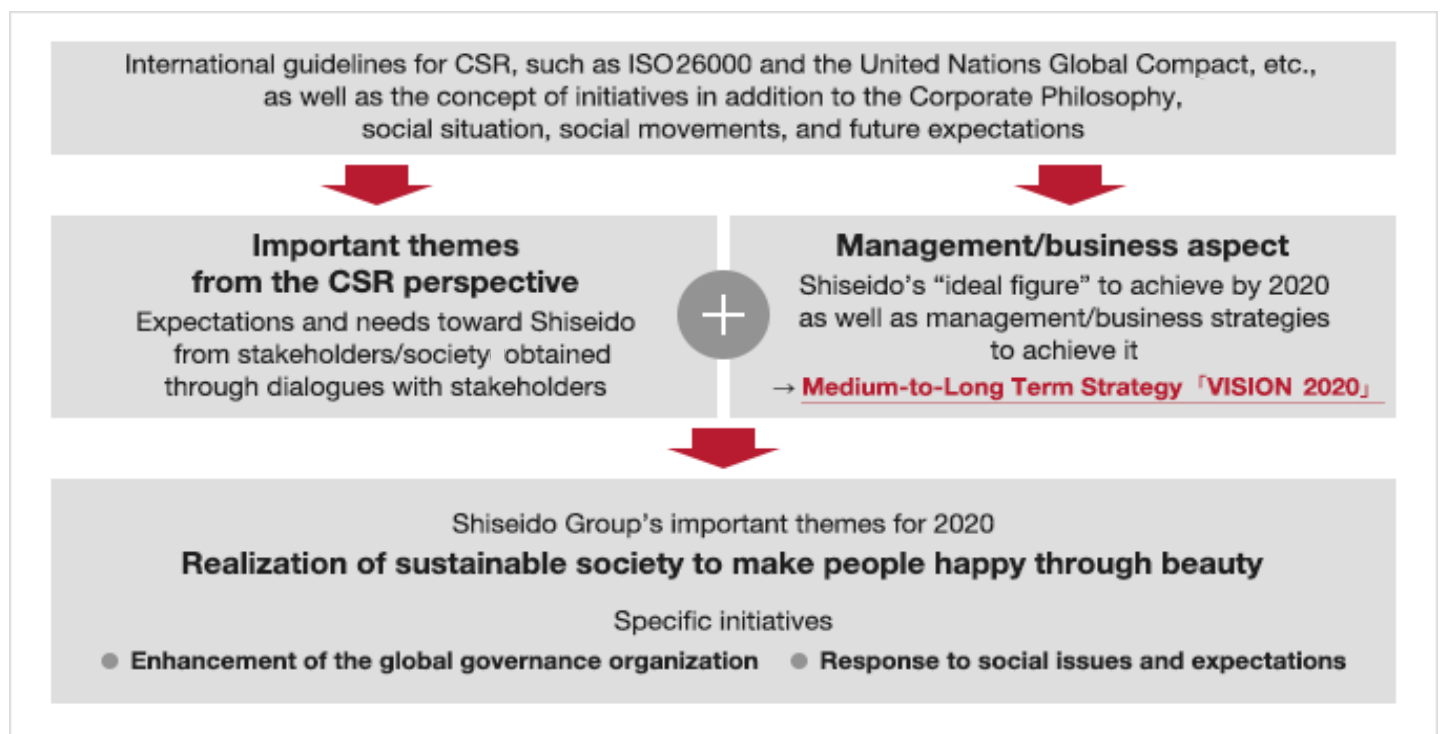 International guidelines for CSR, such as ISO26000 and the United Nations Global Compact, etc.,
as well as the concept of initiatives in addition to the Corporate Philosophy,
social situation, social movements, and future expectations
Important themes
from the CSR perspective
Expectations and needs toward Shiseido
from stakeholders/society obtained
through dialogues with stakeholders
Management/business aspect
Shiseido's “ideal figure” to achieve by 2020
as well as management/business strategies
to achieve it
→ Medium-to-Long Term Strategy「VISION 2020」
Shiseido Group's important themes for 2020
Realization of sustainable society to make people happy through beauty
Specific initiatives
● Enhancement of the global governance organization ● Response to social issues and expectations